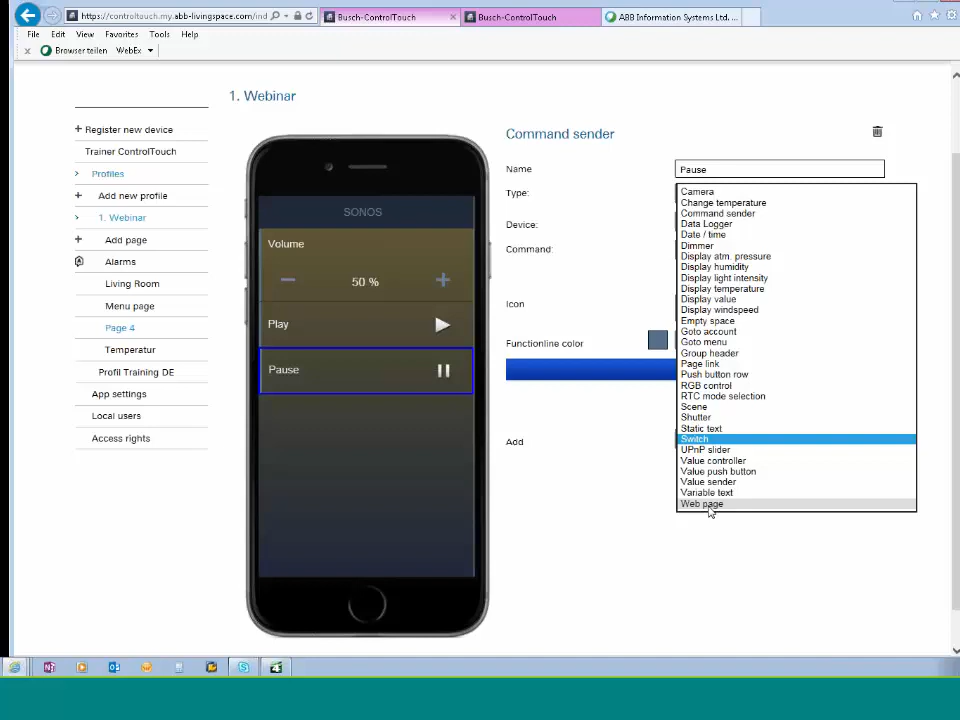 https://controltouch.my.abb-livingspace.com/ind
Busch-ControlTouch
Busch-ControlTouch
ABB Information Systems Ltd, ...
File Edit View Favorites Tools Help
x Browser teilen WebEx
1. Webinar
+ Register new device
Trainer ControlTouch
> Profiles
+ Add new profile
> 1. Webinar
+ Add page
Alarms
Living Room
Menu page
Page 4
Temperatur
Profil Training DE
App settings
Local users
Access rights
SONOS
Volume
− 50 % +
Play
Pause
Command sender
Name
Pause
Type:
Device:
Command:
Icon
Functionline color
Add
Camera
Change temperature
Command sender
Data Logger
Date / time
Dimmer
Display atm. pressure
Display humidity
Display light intensity
Display temperature
Display value
Display windspeed
Empty space
Goto account
Goto menu
Group header
Page link
Push button row
RGB control
RTC mode selection
Scene
Shutter
Static text
Switch
UPnP slider
Value controller
Value push button
Value sender
Variable text
Web page